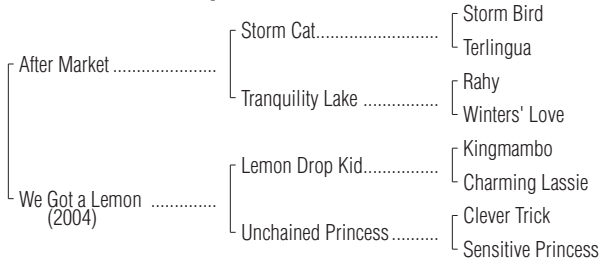 Storm Bird
Storm Cat..........................
Terlingua
After Market ......................
Rahy
Tranquility Lake ................
Winters' Love
Kingmambo
Lemon Drop Kid................
Charming Lassie
We Got a Lemon ..............
(2004)
Clever Trick
Unchained Princess..........
Sensitive Princess